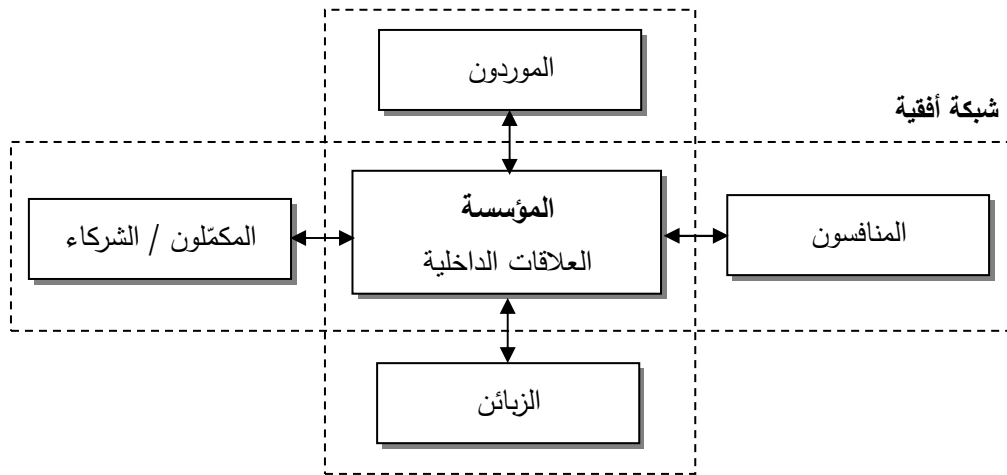 الموردون
شبكة أفقية
المؤسسة
العلاقات الداخلية
المنافسون
المكمّلون / الشركاء
الزبائن